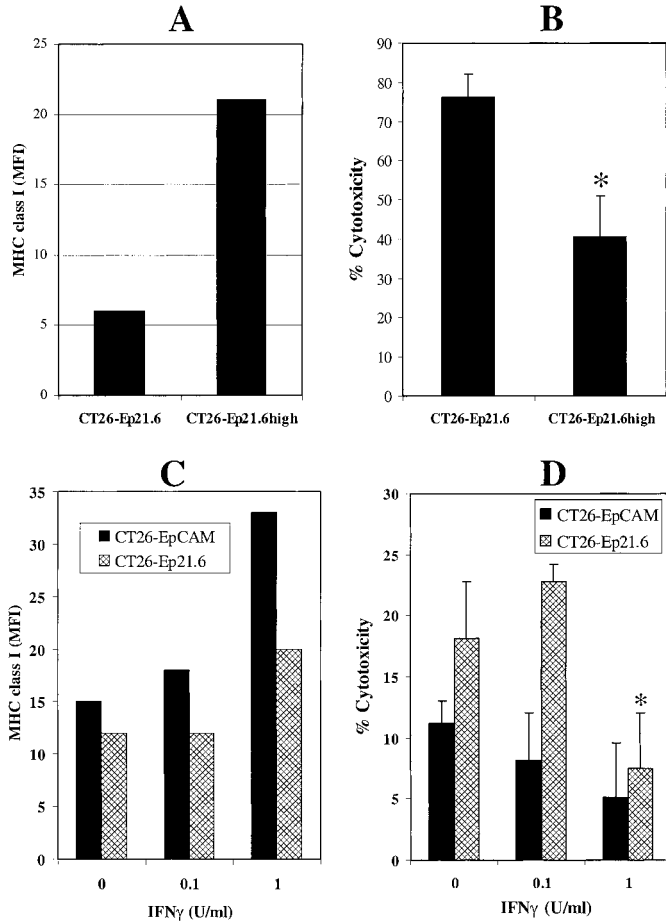 A
MHC class I (MFI)
25
20
15
10
5
0
CT26-Ep21.6
CT26-Ep21.6high
B
% Cytotoxicity
90
80
70
60
50
40
30
20
10
0
*
CT26-Ep21.6
CT26-Ep21.6high
C
MHC class I (MFI)
35
30
25
20
15
10
5
0
CT26-EpCAM
CT26-Ep21.6
0
0.1
1
IFNγ (U/ml)
D
% Cytotoxicity
30
25
20
15
10
5
0
CT26-EpCAM
CT26-Ep21.6
*
0
0.1
1
IFNγ (U/ml)